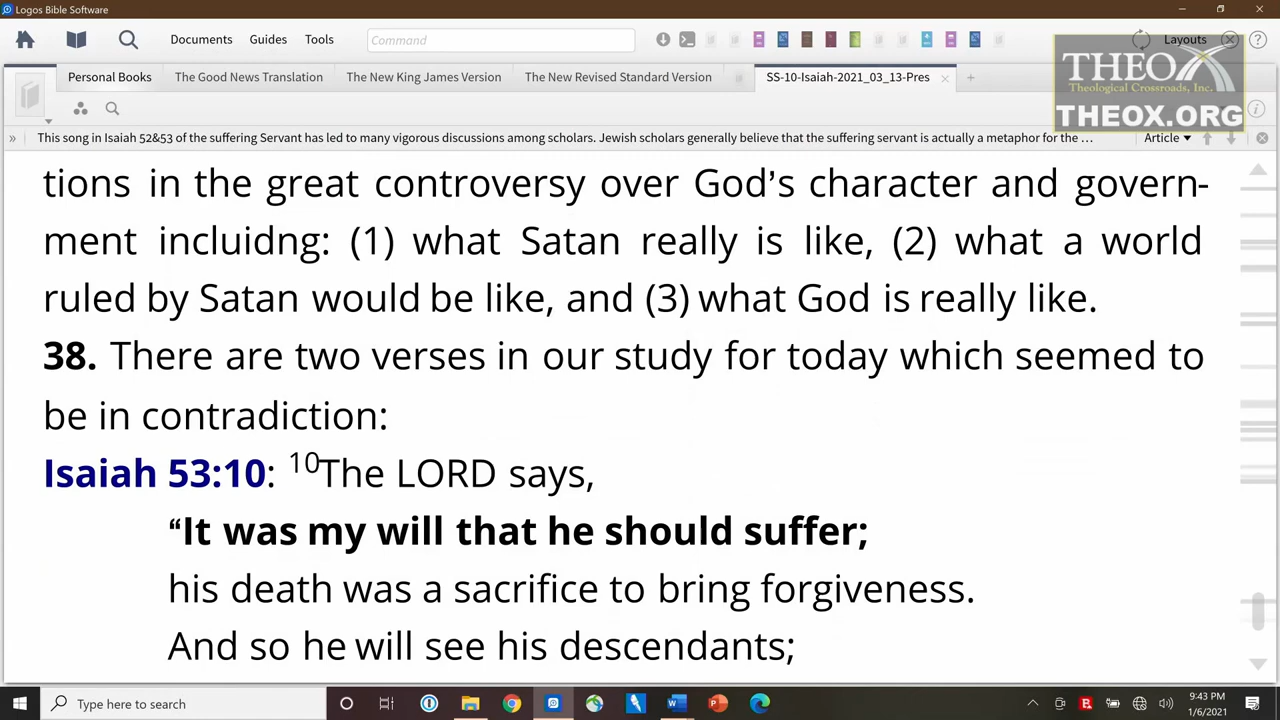 Logos Bible Software
Documents Guides Tools Command Layouts
THEOX
Theological Crossroads, Inc.
THEOX.ORG
Personal Books The Good News Translation The New King James Version The New Revised Standard Version SS-10-Isaiah-2021_03_13-Pres
This song in Isaiah 52&53 of the suffering Servant has led to many vigorous discussions among scholars. Jewish scholars generally believe that the suffering servant is actually a metaphor for the ... Article
tions in the great controversy over God's character and govern-
ment incluidng: (1) what Satan really is like, (2) what a world
ruled by Satan would be like, and (3) what God is really like.
38. There are two verses in our study for today which seemed to
be in contradiction:
Isaiah 53:10: 10The LORD says,
“It was my will that he should suffer;
his death was a sacrifice to bring forgiveness.
And so he will see his descendants;
Type here to search
9:43 PM
1/6/2021